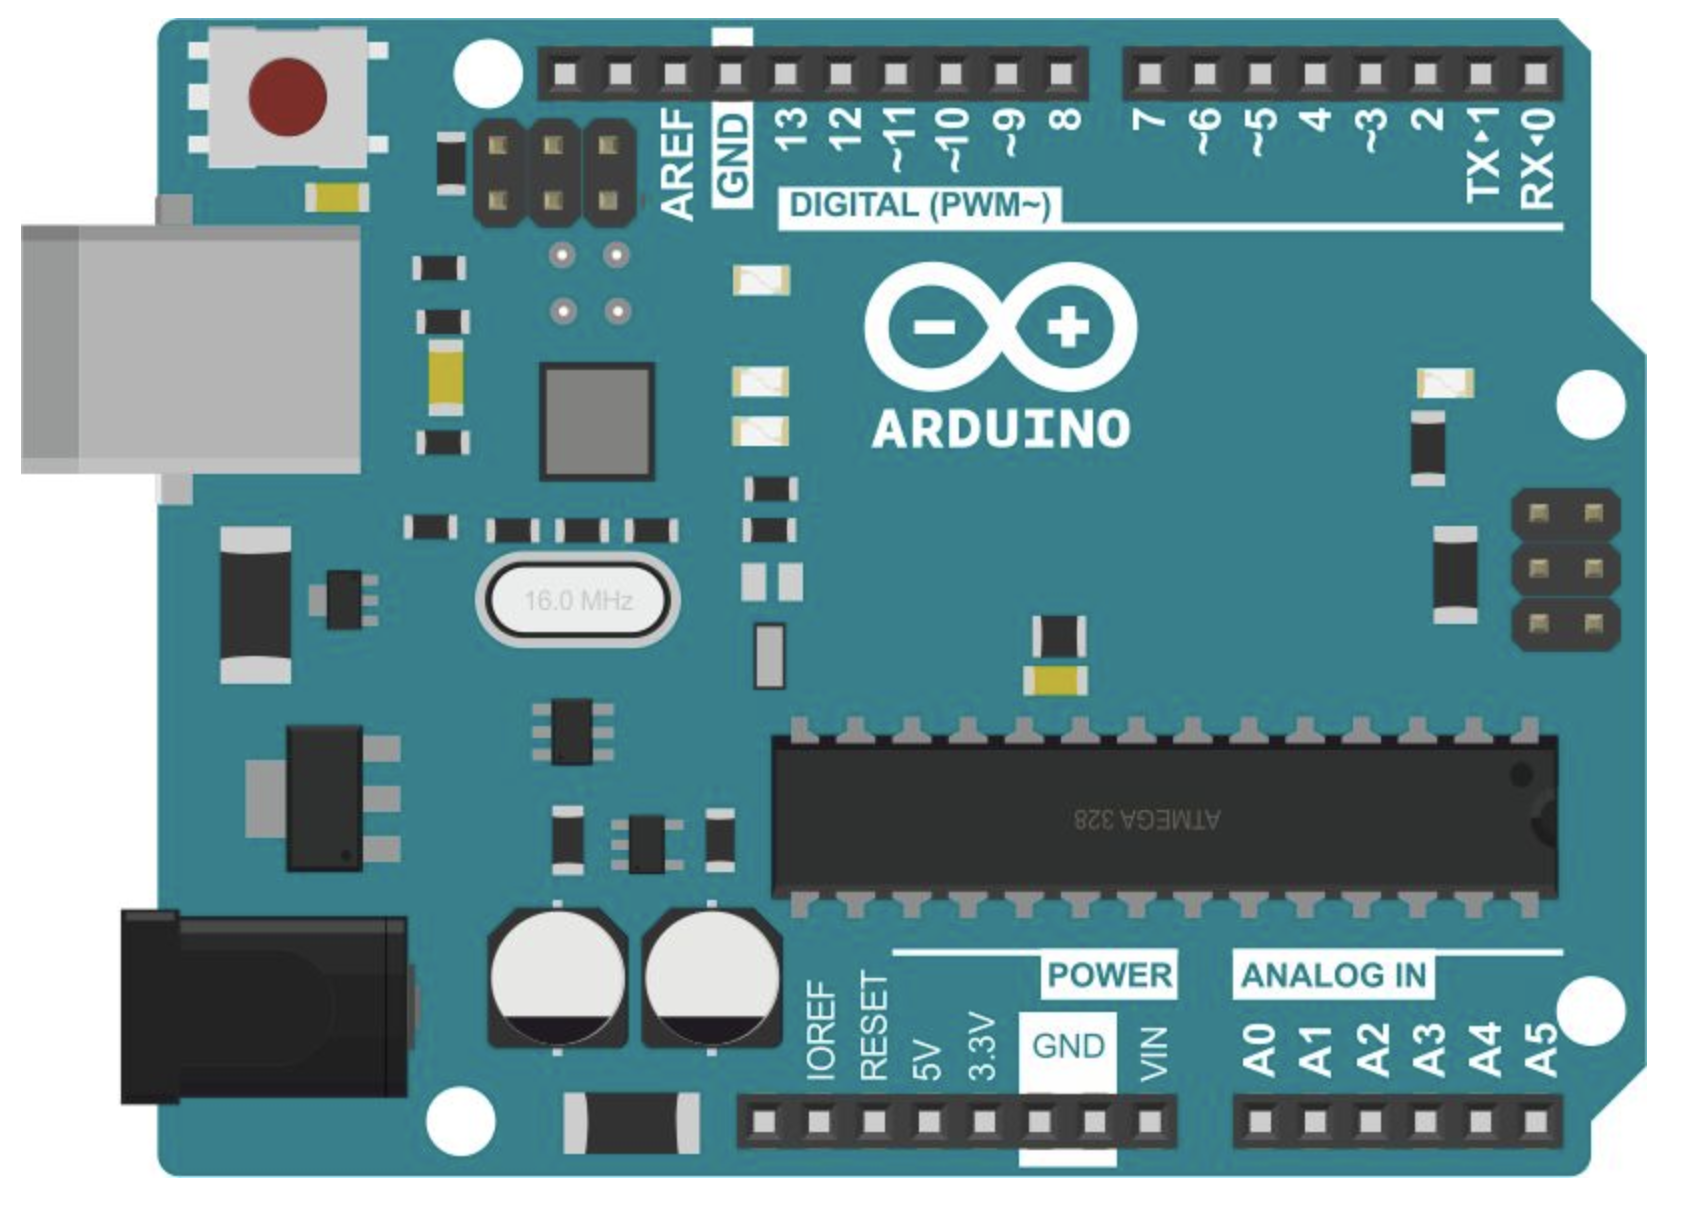 AREF
GND
13
12
~11
~10
~9
8
7
~6
~5
4
~3
2
TX▸1
RX◂0
DIGITAL (PWM~)
ARDUINO
16.0 MHz
ATMEGA 328
POWER
ANALOG IN
IOREF
RESET
5V
3.3V
GND
VIN
A0
A1
A2
A3
A4
A5